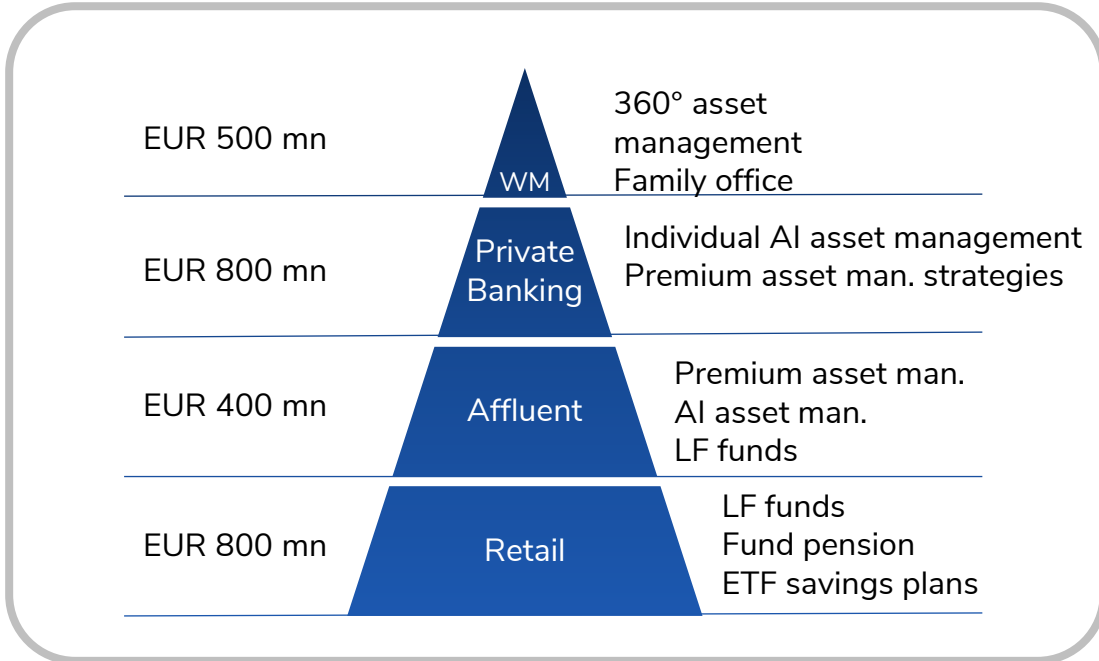 EUR 500 mn
WM
360° asset
management
Family office
EUR 800 mn
Private
Banking
Individual AI asset management
Premium asset man. strategies
EUR 400 mn
Affluent
Premium asset man.
AI asset man.
LF funds
EUR 800 mn
Retail
LF funds
Fund pension
ETF savings plans